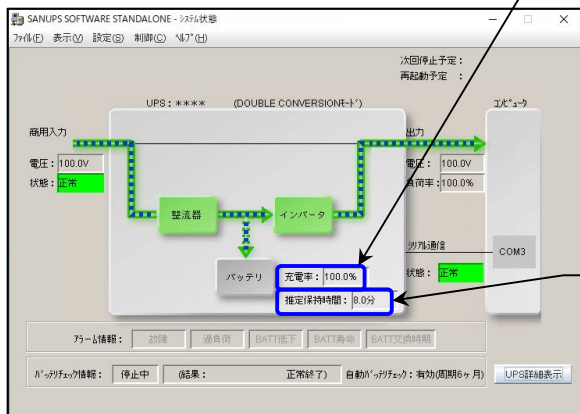 SANUPS SOFTWARE STANDALONE - ｼｽﾃﾑ状態
ﾌｧｲﾙ(F) 表示(V) 設定(S) 制御(C) ﾍﾙﾌﾟ(H)
次回停止予定 :
再起動予定 :
UPS : **** (DOUBLE CONVERSIONﾓｰﾄﾞ)
ｺﾝﾋﾟｭｰﾀ
商用入力
出力
電圧 : 100.0V
電圧 : 100.0V
状態 : 正常
負荷率 : 100.0%
整流器
インバータ
ｼﾘｱﾙ通信
COM3
バッテリ
充電率 : 100.0%
状態 : 正常
推定保持時間 : 8.0分
ｱﾗｰﾑ情報 : 故障 過負荷 BATT低下 BATT寿命 BATT交換時期
ﾊﾞｯﾃﾘﾁｪｯｸ情報 : 停止中 (結果 : 正常終了) 自動ﾊﾞｯﾃﾘﾁｪｯｸ : 有効(周期6ヶ月) UPS詳細表示